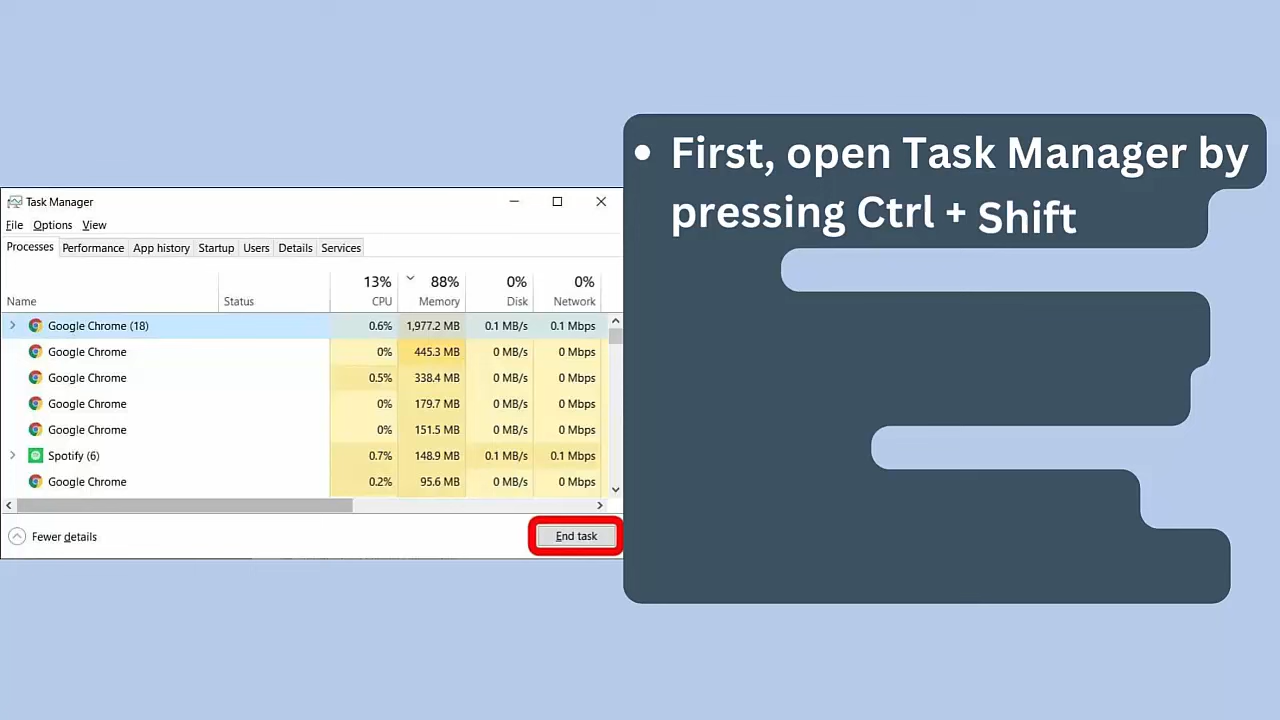 Task Manager
File Options View
Processes Performance App history Startup Users Details Services
13% 88% 0% 0%
Name Status CPU Memory Disk Network
Google Chrome (18) 0.6% 1,977.2 MB 0.1 MB/s 0.1 Mbps
Google Chrome 0% 445.3 MB 0 MB/s 0 Mbps
Google Chrome 0.5% 338.4 MB 0 MB/s 0 Mbps
Google Chrome 0% 179.7 MB 0 MB/s 0 Mbps
Google Chrome 0% 151.5 MB 0 MB/s 0 Mbps
Spotify (6) 0.7% 148.9 MB 0.1 MB/s 0.1 Mbps
Google Chrome 0.2% 95.6 MB 0 MB/s 0 Mbps
Fewer details
End task
• First, open Task Manager by
pressing Ctrl + Shift